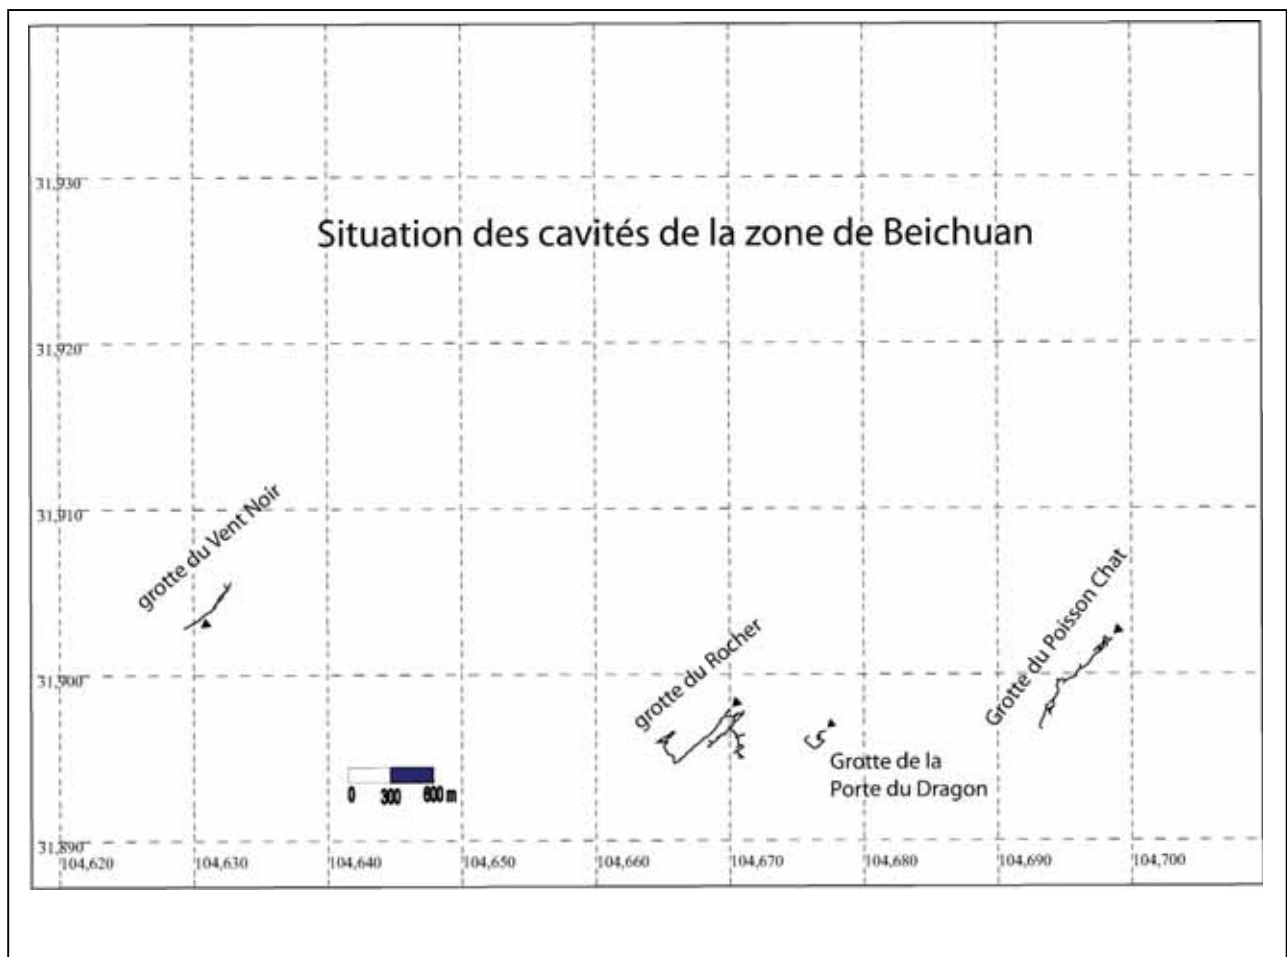 31,930
Situation des cavités de la zone de Beichuan
31,920
31,910
grotte du Vent Noir
grotte du Rocher
Grotte du Poisson Chat
31,900
Grotte de la
Porte du Dragon
0 300 600 m
31,890
104,620 104,630 104,640 104,650 104,660 104,670 104,680 104,690 104,700